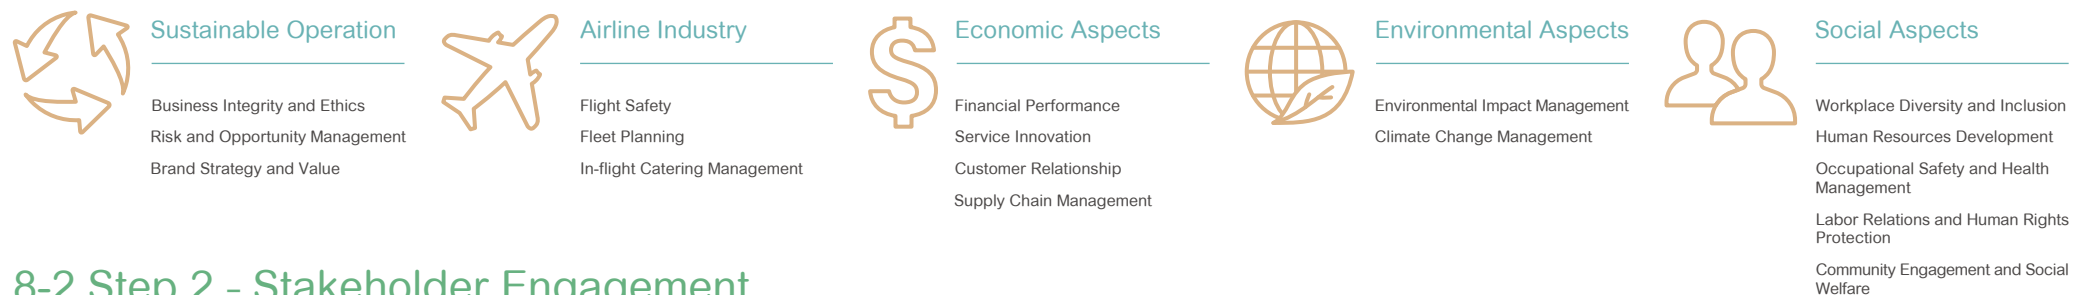 Sustainable Operation
Business Integrity and Ethics
Risk and Opportunity Management
Brand Strategy and Value
Airline Industry
Flight Safety
Fleet Planning
In-flight Catering Management
Economic Aspects
Financial Performance
Service Innovation
Customer Relationship
Supply Chain Management
Environmental Aspects
Environmental Impact Management
Climate Change Management
Social Aspects
Workplace Diversity and Inclusion
Human Resources Development
Occupational Safety and Health
Management
Labor Relations and Human Rights
Protection
Community Engagement and Social
Welfare
8-2 Step 2 - Stakeholder Engagement